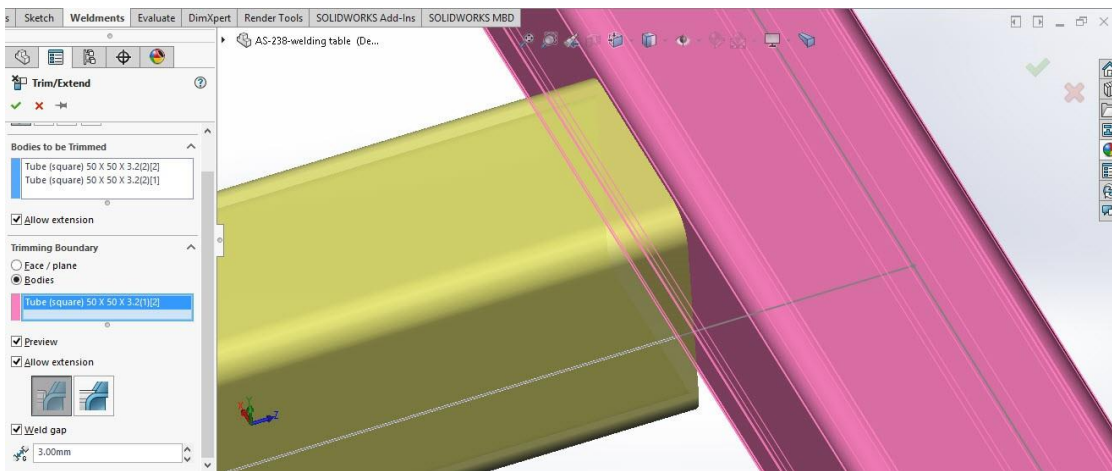 s Sketch Weldments Evaluate DimXpert Render Tools SOLIDWORKS Add-Ins SOLIDWORKS MBD
AS-238-welding table (De...
Trim/Extend
Bodies to be Trimmed
Tube (square) 50 X 50 X 3.2(2)[2]
Tube (square) 50 X 50 X 3.2(2)[1]
Allow extension
Trimming Boundary
Face / plane
Bodies
Tube (square) 50 X 50 X 3.2(1)[2]
Preview
Allow extension
Weld gap
3.00mm
Y
Z